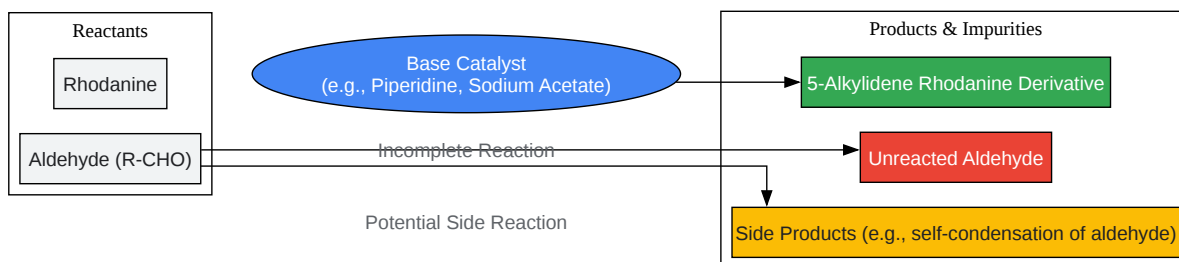 Reactants
Rhodanine
Aldehyde (R-CHO)
Base Catalyst
(e.g., Piperidine, Sodium Acetate)
Incomplete Reaction
Potential Side Reaction
Products & Impurities
5-Alkylidene Rhodanine Derivative
Unreacted Aldehyde
Side Products (e.g., self-condensation of aldehyde)